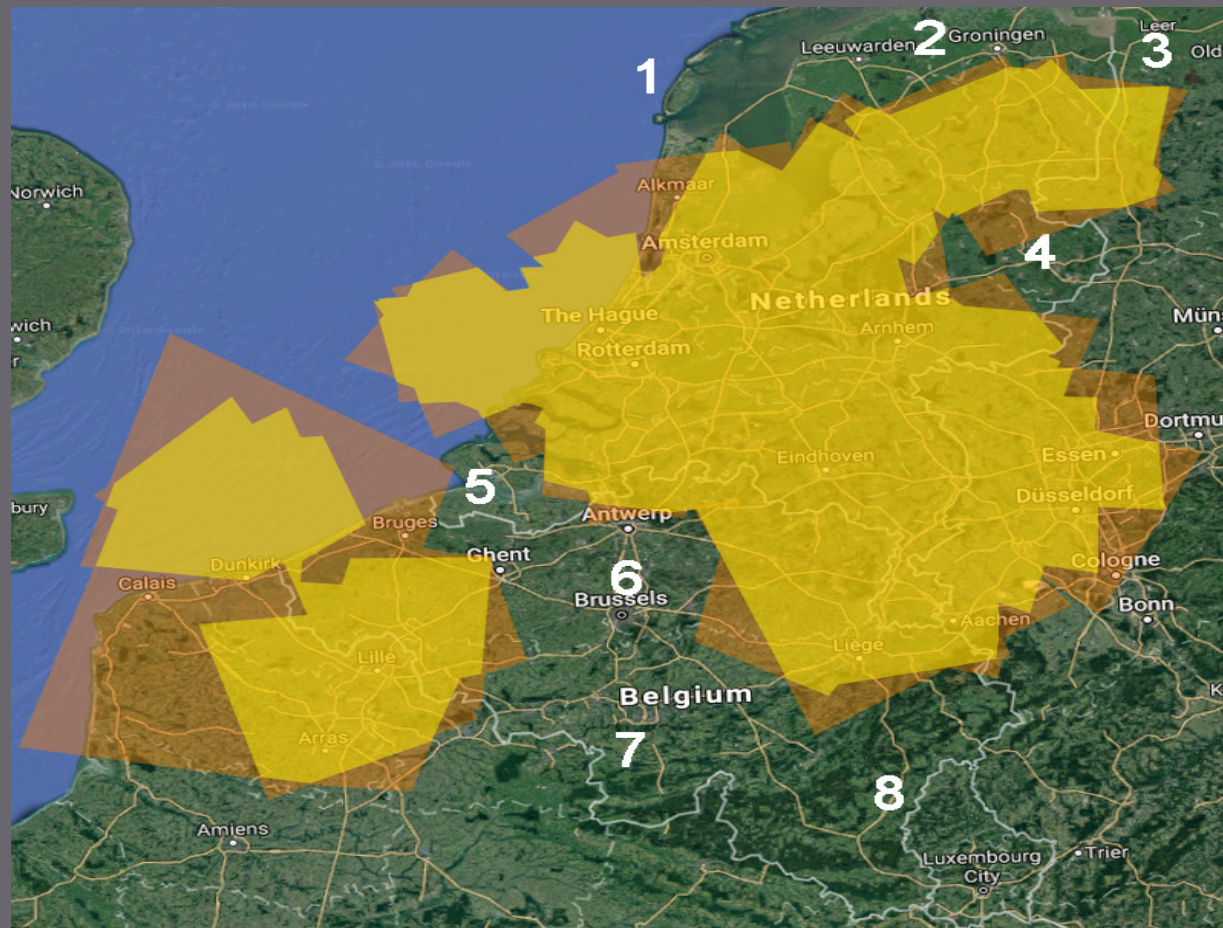 Leer
2
Groningen
3
Leeuwarden
Old
1
Norwich
Alkmaar
Amsterdam
4
Netherlands
The Hague
Mün
wich
Arnhem
Rotterdam
Dortmu
Essen
Eindhoven
5
Düsseldorf
bury
Antwerp
Bruges
Ghent
Cologne
Dunkirk
6
Calais
Brussels
Bonn
Aachen
Liège
Lille
Belgium
K
Arras
7
8
Amiens
Trier
Luxembourg
City